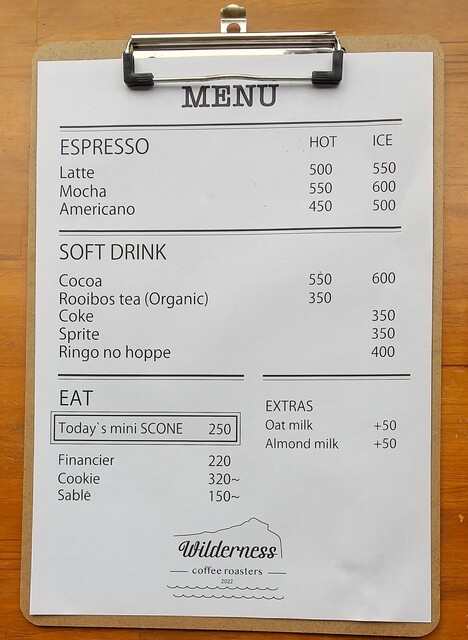 MENU
ESPRESSO HOT ICE
Latte 500 550
Mocha 550 600
Americano 450 500
SOFT DRINK
Cocoa 550 600
Rooibos tea (Organic) 350
Coke 350
Sprite 350
Ringo no hoppe 400
EAT
Today`s mini SCONE 250
Financier 220
Cookie 320~
Sablé 150~
EXTRAS
Oat milk +50
Almond milk +50
Wilderness
coffee roasters
2022